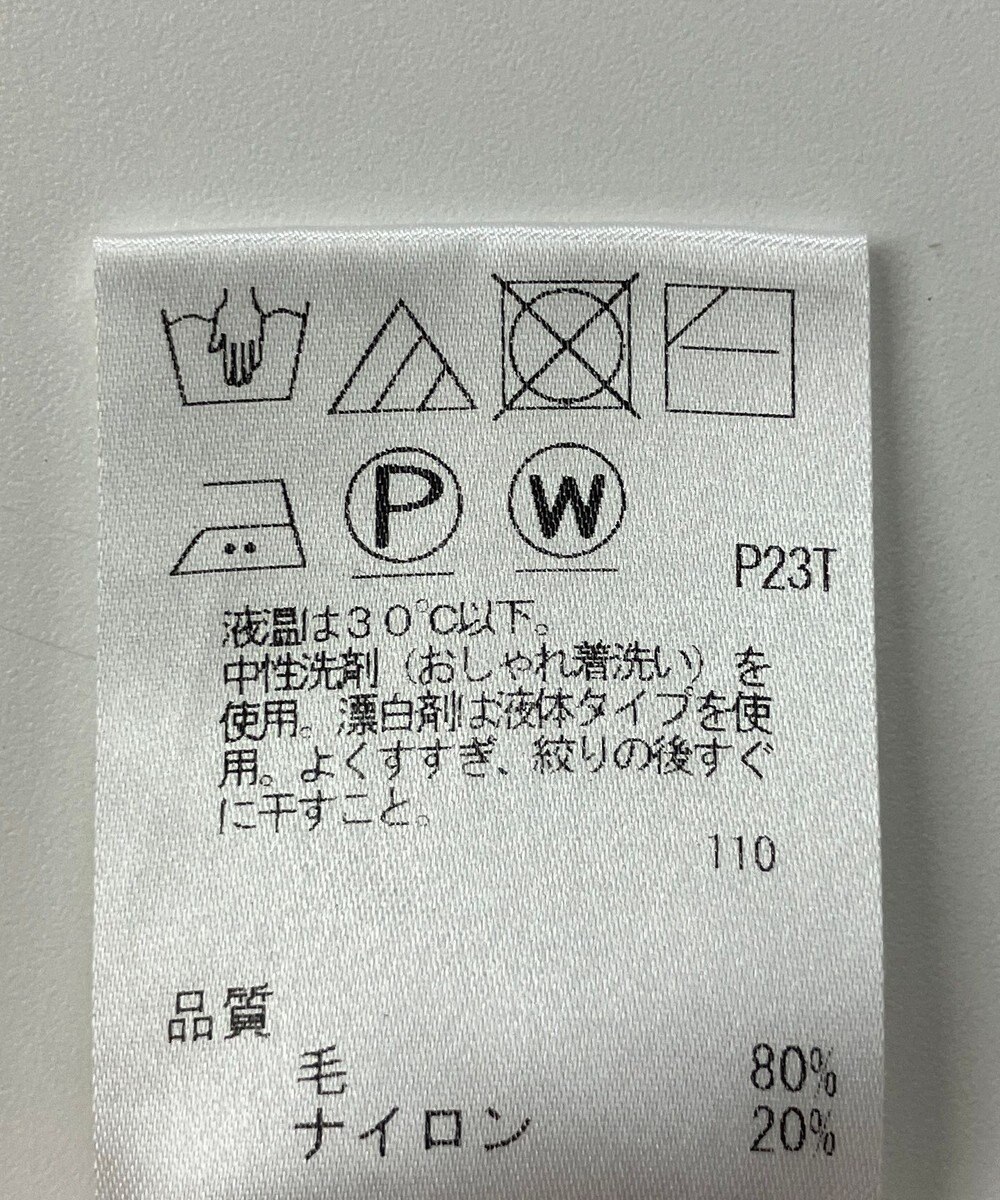 P W
P23T
液温は30℃以下。
中性洗剤(おしゃれ着洗い)を
使用。漂白剤は液体タイプを使
用。よくすすぎ、絞りの後すぐ
に干すこと。
110
品質
毛 80%
ナイロン 20%